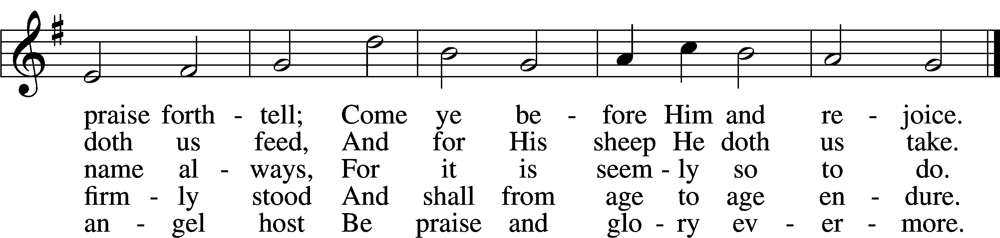 praise forth - tell; Come ye be - fore Him and re - joice.
doth us feed, And for His sheep He doth us take.
name al - ways, For it is seem - ly so to do.
firm - ly stood And shall from age to age en - dure.
an - gel host Be praise and glo - ry ev - er - more.